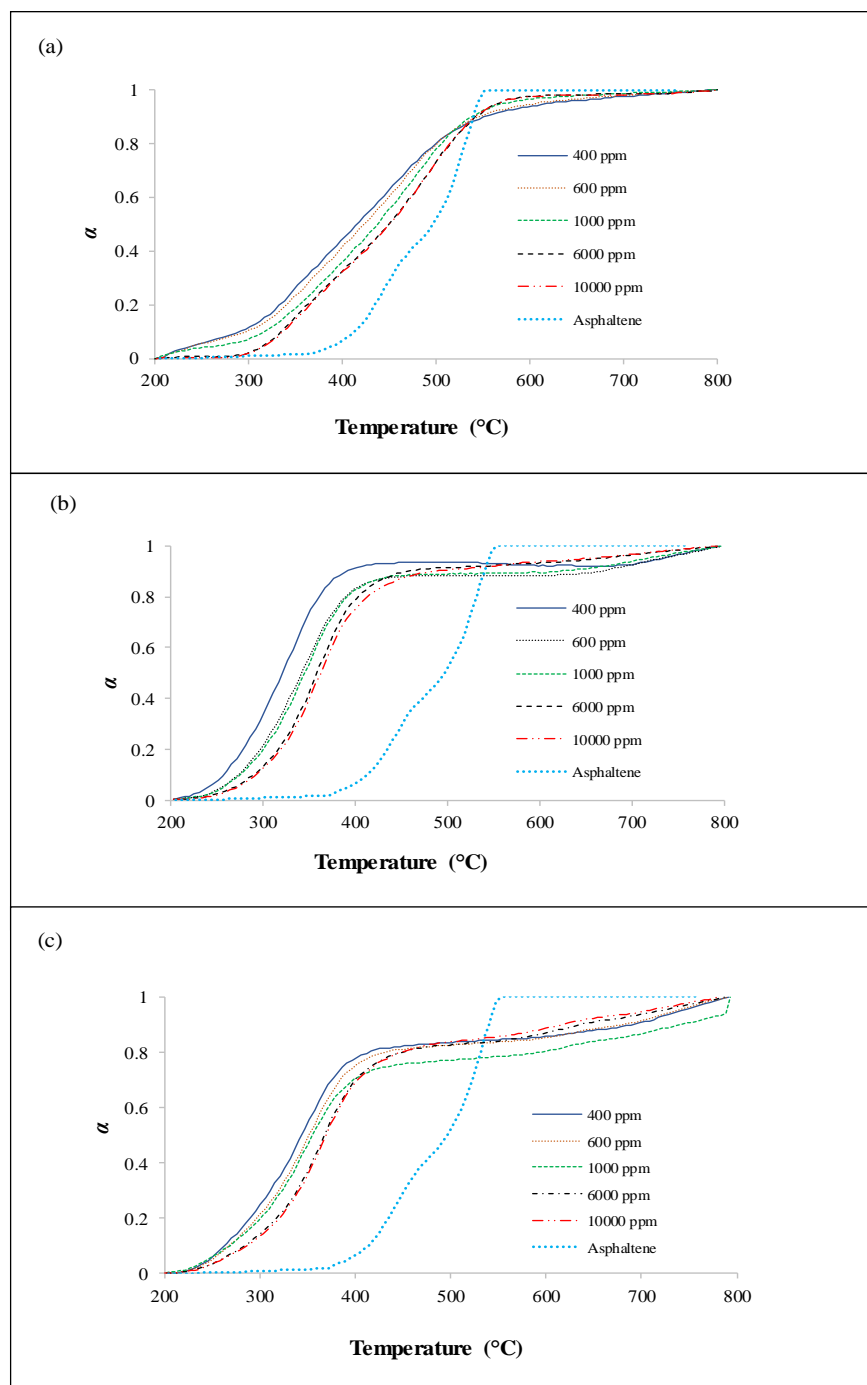 (a)
1
0.8
0.6
0.4
0.2
0
α
200 300 400 500 600 700 800
Temperature (°C)
400 ppm
600 ppm
1000 ppm
6000 ppm
10000 ppm
Asphaltene
(b)
1
0.8
0.6
0.4
0.2
0
α
200 300 400 500 600 700 800
Temperature (°C)
400 ppm
600 ppm
1000 ppm
6000 ppm
10000 ppm
Asphaltene
(c)
1
0.8
0.6
0.4
0.2
0
α
200 300 400 500 600 700 800
Temperature (°C)
400 ppm
600 ppm
1000 ppm
6000 ppm
10000 ppm
Asphaltene